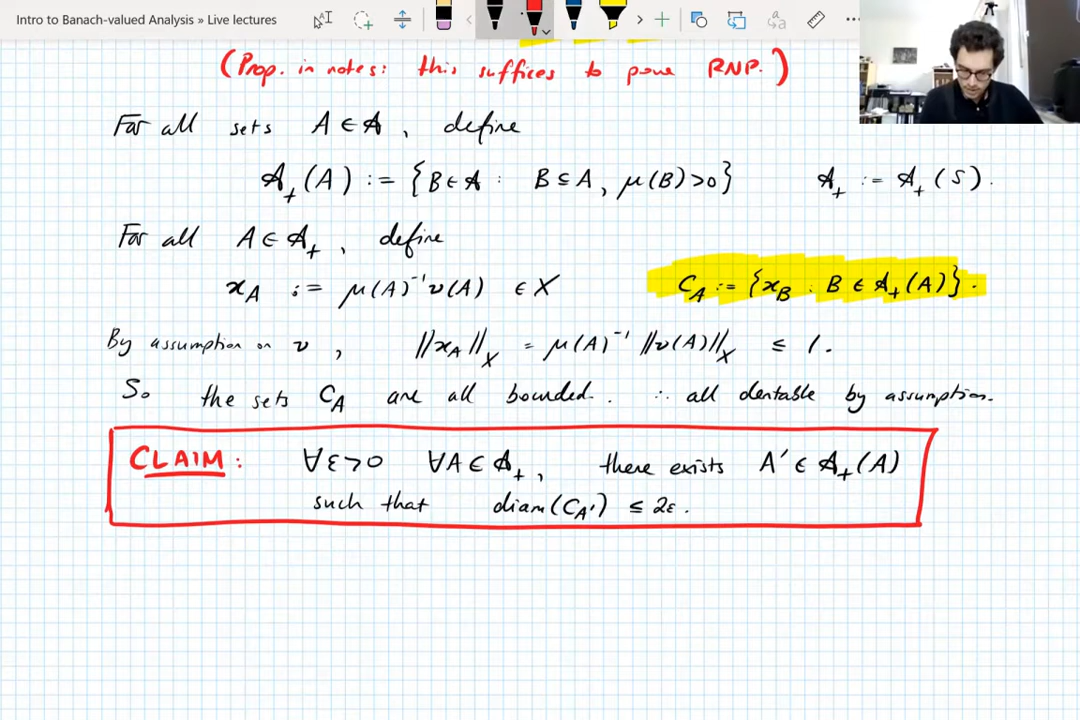 Intro to Banach-valued Analysis » Live lectures
(Prop. in notes: this suffices to prove RNP.)
For all sets A ∈ 𝒜, define
𝒜₊(A) := {B ∈ 𝒜 : B ⊆ A, μ(B) > 0} 𝒜₊ := 𝒜₊(S).
For all A ∈ 𝒜₊, define
x_A := μ(A)⁻¹ν(A) ∈ X C_A := {x_B : B ∈ 𝒜₊(A)}.
By assumption on ν, ||x_A||_X = μ(A)⁻¹ ||ν(A)||_X ≤ 1.
So the sets C_A are all bounded. ∴ all dentable by assumption.
CLAIM: ∀ε>0 ∀A ∈ 𝒜₊, there exists A' ∈ 𝒜₊(A)
such that diam(C_A') ≤ 2ε.